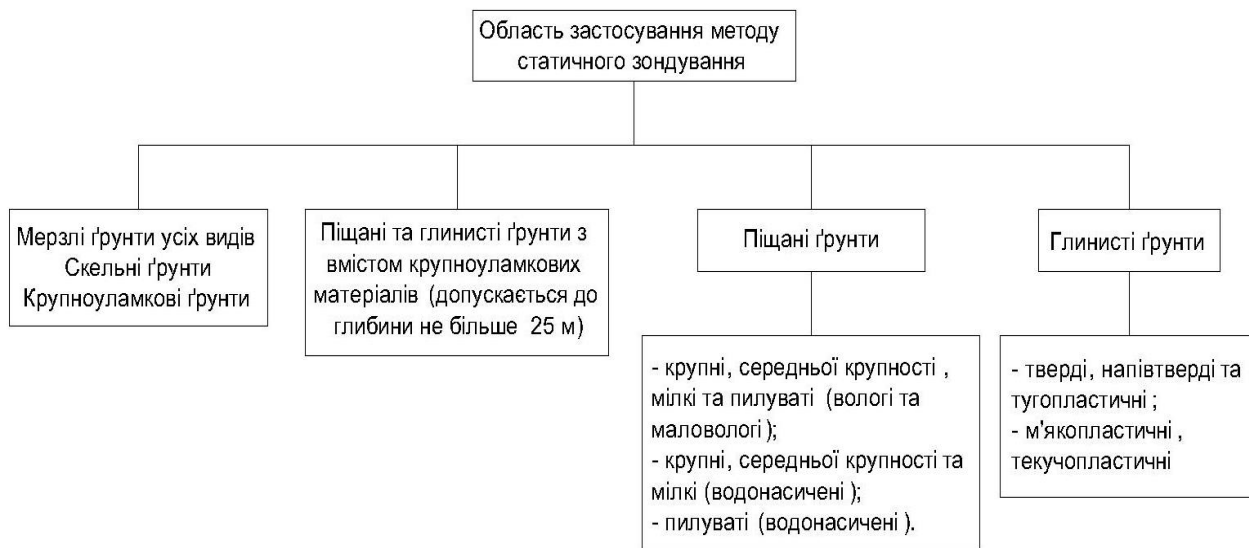 Область застосування методу
статичного зондування
Мерзлі ґрунти усіх видів
Скельні ґрунти
Крупноуламкові ґрунти
Піщані та глинисті ґрунти з
вмістом крупноуламкових
матеріалів (допускається до
глибини не більше 25 м)
Піщані ґрунти
- крупні, середньої крупності ,
мілкі та пилуваті (вологі та
маловологі );
- крупні, середньої крупності та
мілкі (водонасичені );
- пилуваті (водонасичені ).
Глинисті ґрунти
- тверді, напівтверді та
тугопластичні ;
- м'якопластичні ,
текучопластичні